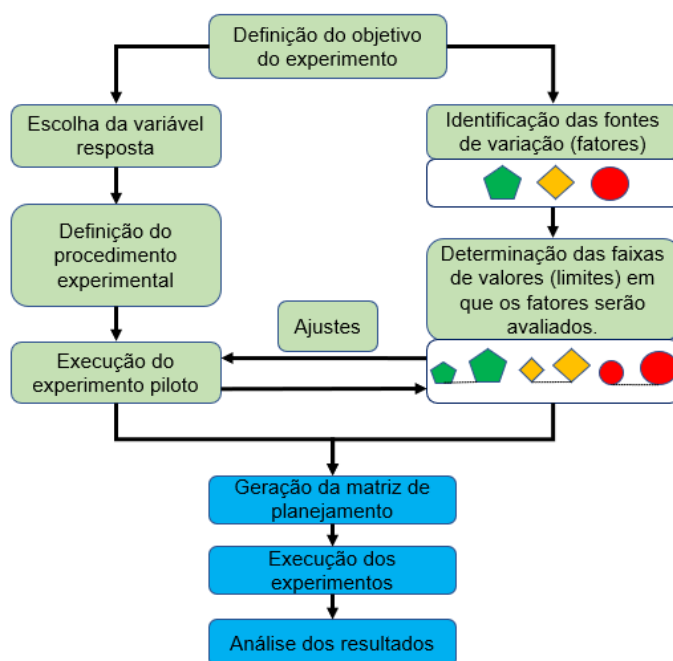 Definição do objetivo
do experimento
Escolha da variável
resposta
Identificação das fontes
de variação (fatores)
Definição do
procedimento
experimental
Determinação das faixas
de valores (limites) em
que os fatores serão
avaliados.
Ajustes
Execução do
experimento piloto
Geração da matriz de
planejamento
Execução dos
experimentos
Análise dos resultados